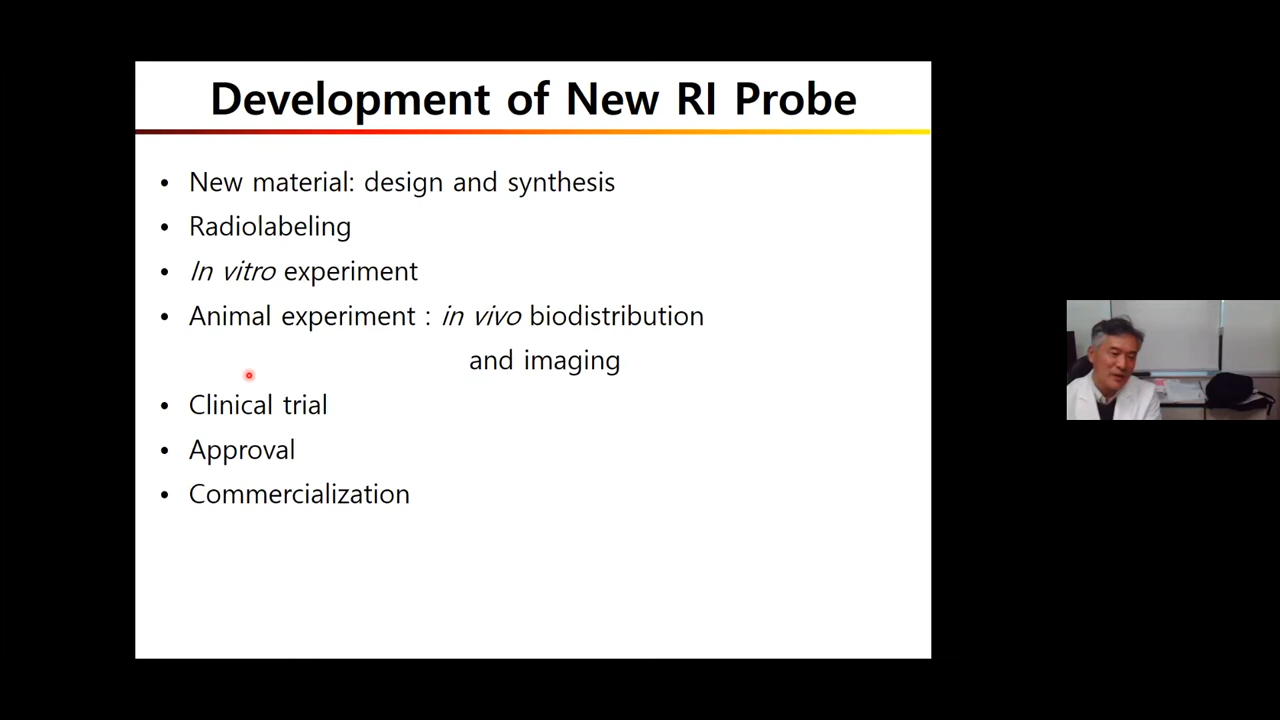 Development of New RI Probe
• New material: design and synthesis
• Radiolabeling
• In vitro experiment
• Animal experiment : in vivo biodistribution
and imaging
• Clinical trial
• Approval
• Commercialization